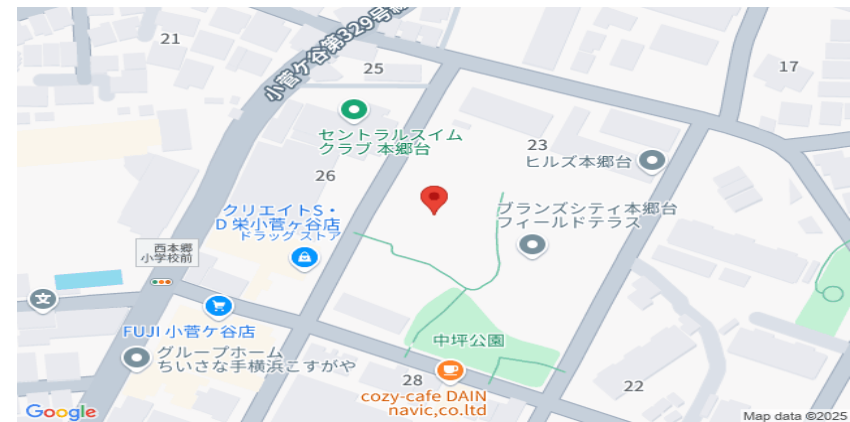 小菅ケ谷第329号線
21
25
17
セントラルスイム
クラブ 本郷台
23
ヒルズ本郷台
26
クリエイトS・
D 栄小菅ヶ谷店
ドラッグ ストア
ブランズシティ本郷台
フィールドテラス
西本郷
小学校前
文
FUJI 小菅ケ谷店
中坪公園
グループホーム
ちいさな手横浜こすがや
28
cozy-cafe DAIN
navic,co.ltd
22
Google
Map data ©2025